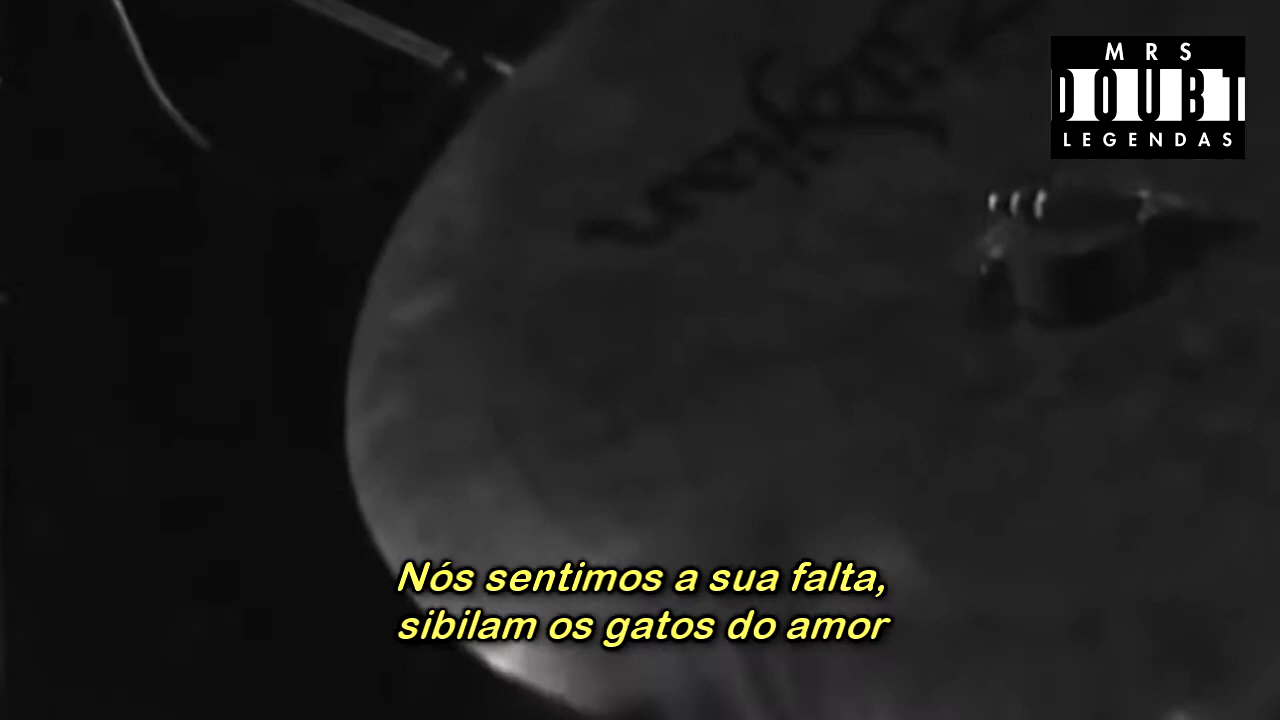 MRS
DOUBT
LEGENDAS
Nós sentimos a sua falta,
sibilam os gatos do amor